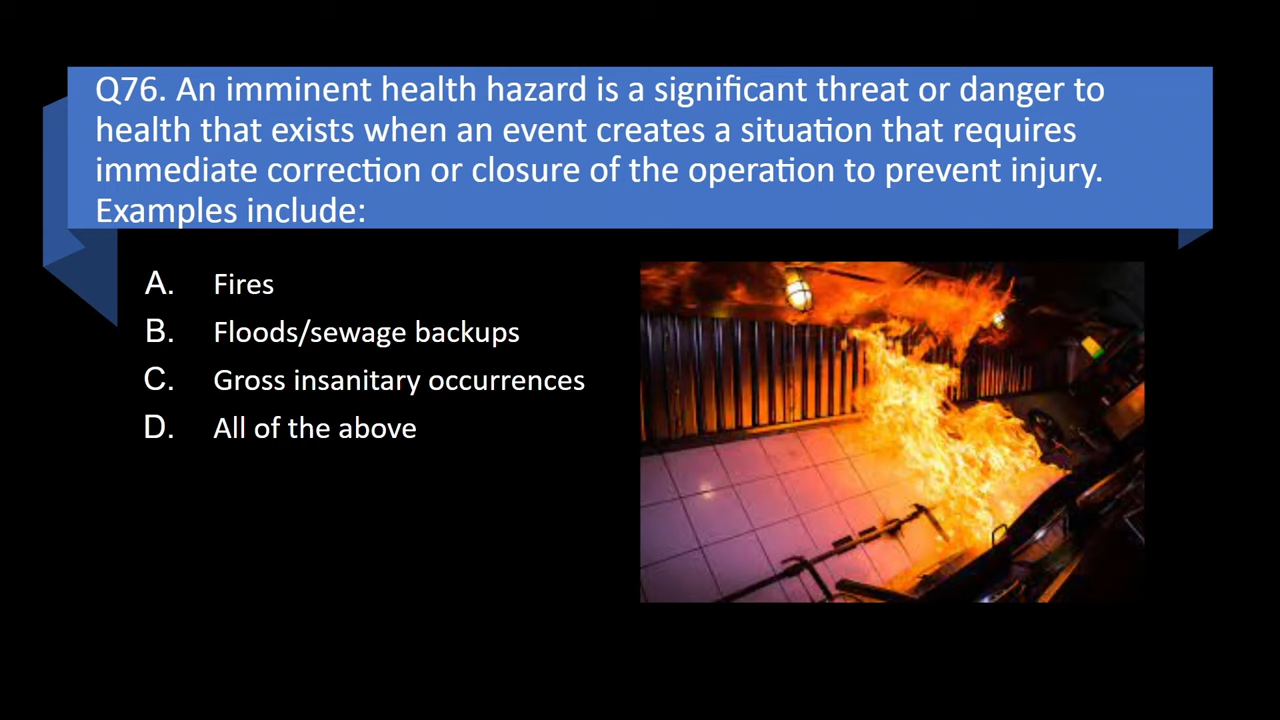 Q76. An imminent health hazard is a significant threat or danger to
health that exists when an event creates a situation that requires
immediate correction or closure of the operation to prevent injury.
Examples include:
A. Fires
B. Floods/sewage backups
C. Gross insanitary occurrences
D. All of the above